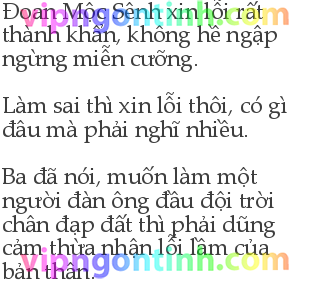 Đoan Mộc Sênh xin lỗi rất
thành khẩn, không hề ngập
ngừng miễn cưỡng.
Làm sai thì xin lỗi thôi, có gì
đâu mà phải nghĩ nhiều.
Ba đã nói, muốn làm một
người đàn ông đầu đội trời
chân đạp đất thì phải dũng
cảm thừa nhận lỗi lầm của
bản thân.
vipngontinh.com
vipngontinh.com